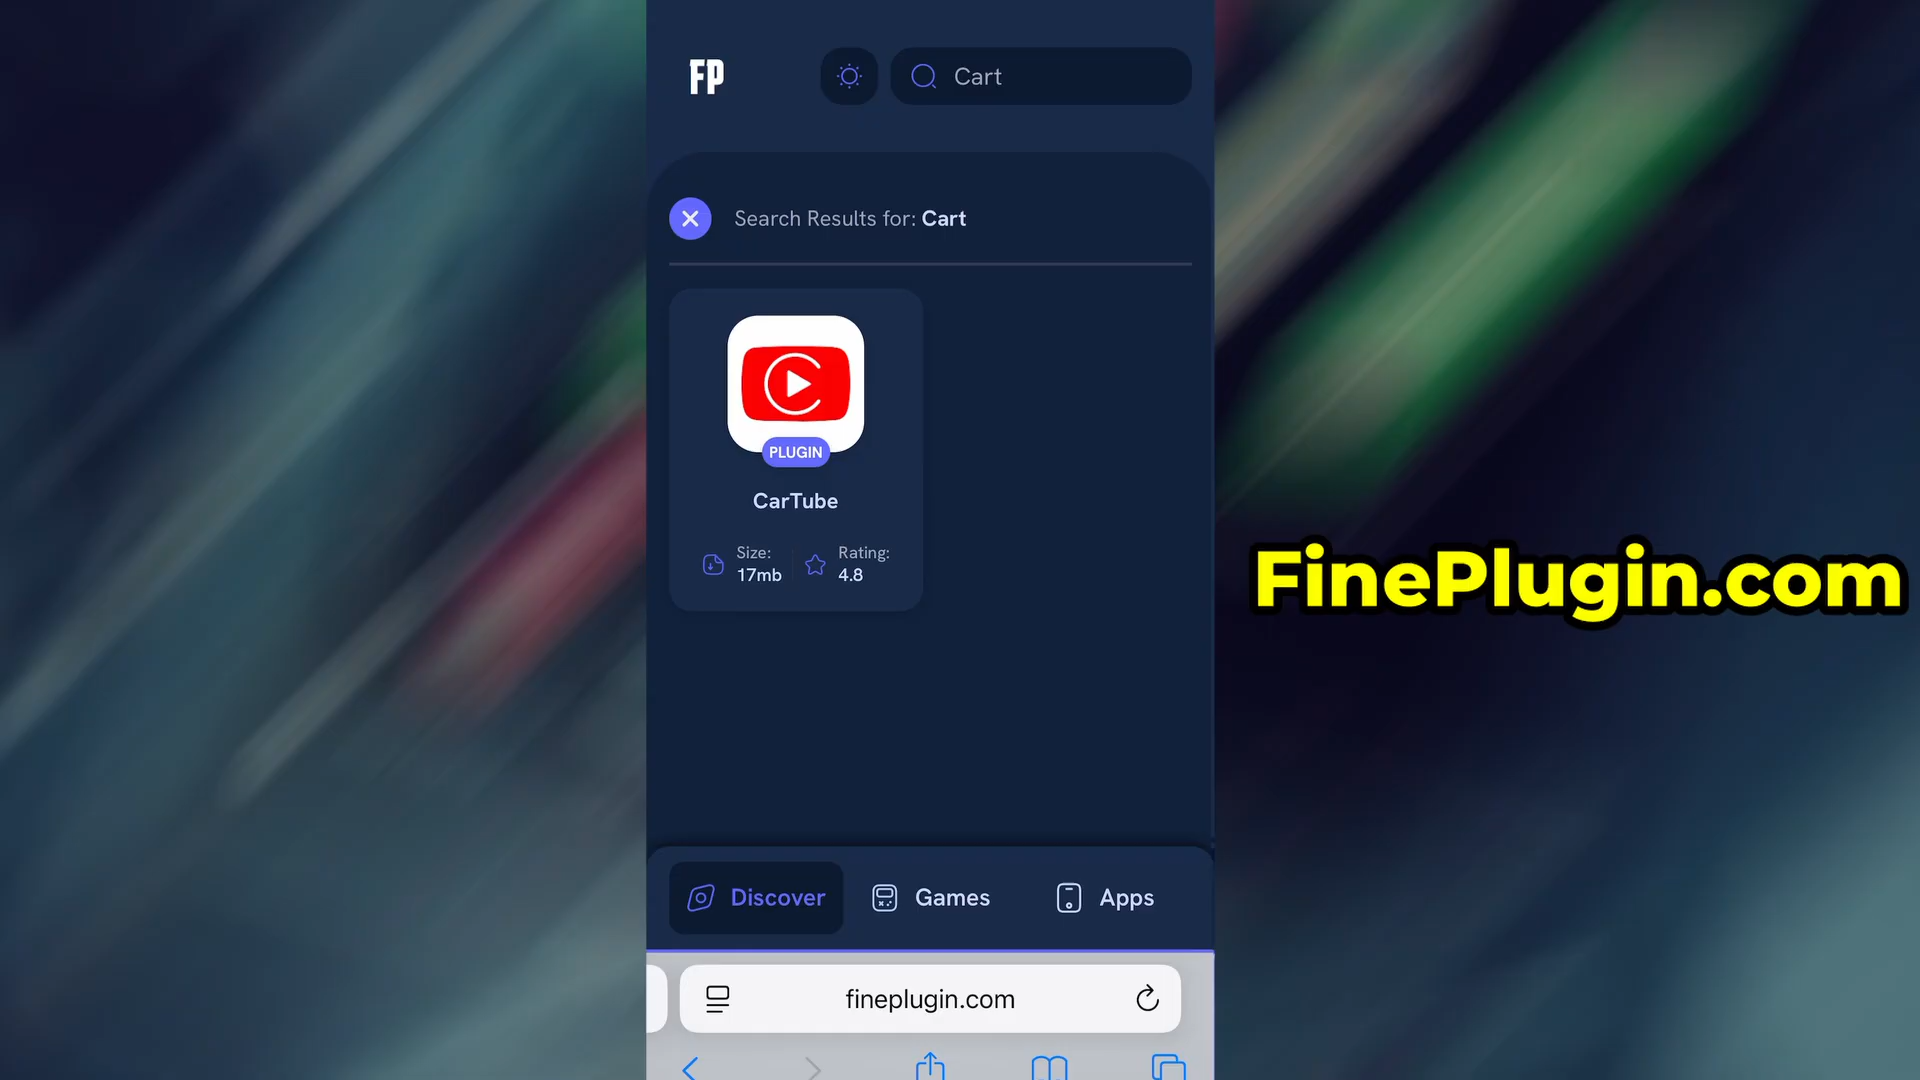 FP
Cart
Search Results for: Cart
PLUGIN
CarTube
Size:
17mb
Rating:
4.8
FinePlugin.com
Discover
Games
Apps
fineplugin.com